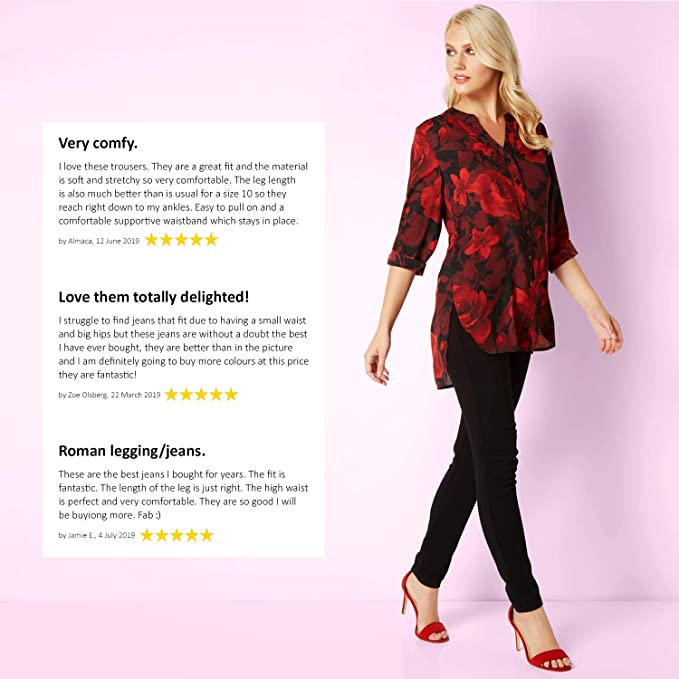 Very comfy.
I love these trousers. They are a great fit and the material
is soft and stretchy so very comfortable. The leg length
is also much better than is usual for a size 10 so they
reach right down to my ankles. Easy to pull on and a
comfortable supportive waistband which stays in place.
by Almaca, 12 June 2019
Love them totally delighted!
I struggle to find jeans that fit due to having a small waist
and big hips but these jeans are without a doubt the best
I have ever bought, they are better than in the picture
and I am definitely going to buy more colours at this price
they are fantastic!
by Zoe Olsberg, 22 March 2019
Roman legging/jeans.
These are the best jeans I bought for years. The fit is
fantastic. The length of the leg is just right. The high waist
is perfect and very comfortable. They are so good I will
be buyiong more. Fab :)
by Jamie E., 4 July 2019